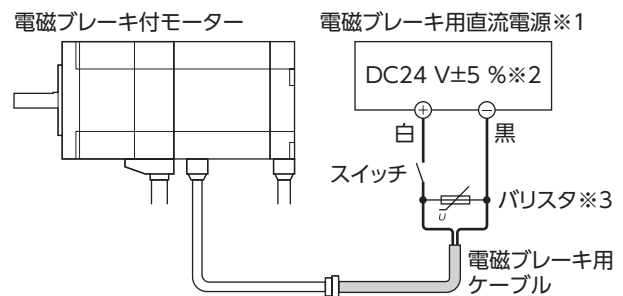 電磁ブレーキ付モーター
電磁ブレーキ用直流電源※1
DC24 V±5 %※2
+
−
白
黒
スイッチ
バリスタ※3
U
電磁ブレーキ用
ケーブル